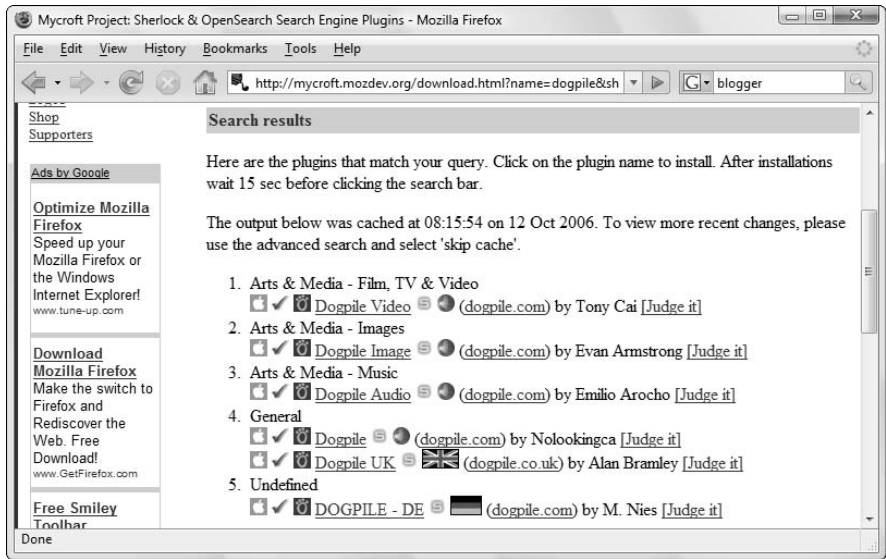 Mycroft Project: Sherlock & OpenSearch Search Engine Plugins - Mozilla Firefox
File Edit View History Bookmarks Tools Help
http://mycroft.mozdev.org/download.html?name=dogpile&sh
G blogger
Shop
Supporters
Ads by Google
Optimize Mozilla
Firefox
Speed up your
Mozilla Firefox or
the Windows
Internet Explorer!
www.tune-up.com
Download
Mozilla Firefox
Make the switch to
Firefox and
Rediscover the
Web. Free
Download!
www.GetFirefox.com
Free Smiley
Toolbar
Search results
Here are the plugins that match your query. Click on the plugin name to install. After installations
wait 15 sec before clicking the search bar.
The output below was cached at 08:15:54 on 12 Oct 2006. To view more recent changes, please
use the advanced search and select 'skip cache'.
1. Arts & Media - Film, TV & Video
Dogpile Video (dogpile.com) by Tony Cai [Judge it]
2. Arts & Media - Images
Dogpile Image (dogpile.com) by Evan Armstrong [Judge it]
3. Arts & Media - Music
Dogpile Audio (dogpile.com) by Emilio Arocho [Judge it]
4. General
Dogpile (dogpile.com) by Nolookingca [Judge it]
Dogpile UK (dogpile.co.uk) by Alan Bramley [Judge it]
5. Undefined
DOGPILE - DE (dogpile.com) by M. Nies [Judge it]
Done